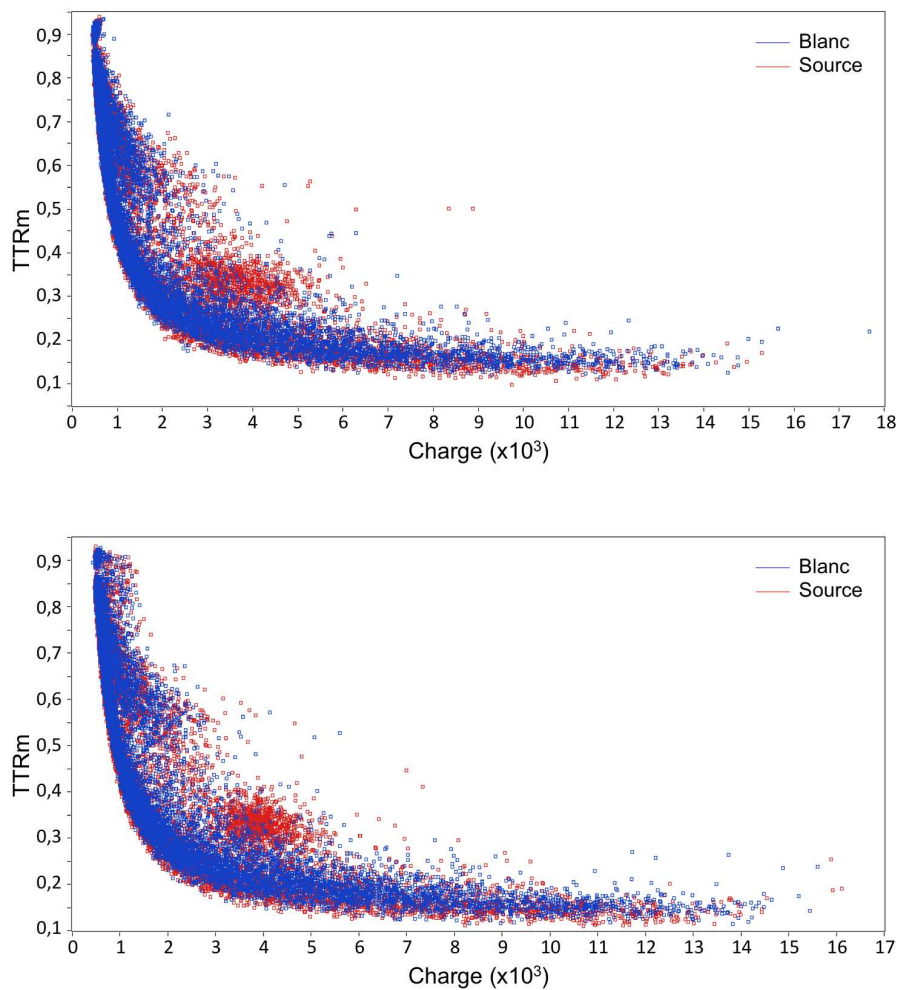 Blanc
Source
0,9
0,8
0,7
0,6
0,5
0,4
0,3
0,2
0,1
TTRm
0 1 2 3 4 5 6 7 8 9 10 11 12 13 14 15 16 17 18
Charge (x10³)
Blanc
Source
0,9
0,8
0,7
0,6
0,5
0,4
0,3
0,2
0,1
TTRm
0 1 2 3 4 5 6 7 8 9 10 11 12 13 14 15 16 17
Charge (x10³)